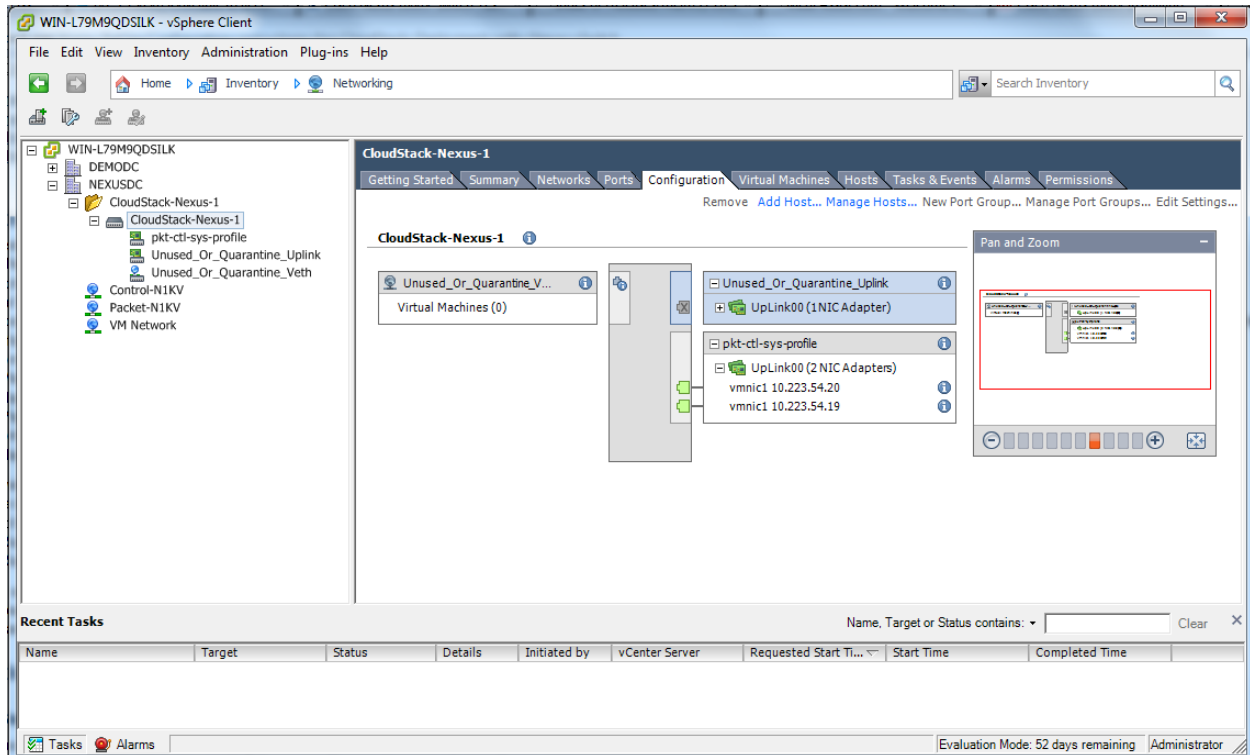 WIN-L79M9QDSILK - vSphere Client
File Edit View Inventory Administration Plug-ins Help
Home Inventory Networking
Search Inventory
WIN-L79M9QDSILK
DEMODC
NEXUSDC
CloudStack-Nexus-1
CloudStack-Nexus-1
pkt-ctl-sys-profile
Unused_Or_Quarantine_Uplink
Unused_Or_Quarantine_Veth
Control-N1KV
Packet-N1KV
VM Network
CloudStack-Nexus-1
Getting Started Summary Networks Ports Configuration Virtual Machines Hosts Tasks & Events Alarms Permissions
Remove Add Host... Manage Hosts... New Port Group... Manage Port Groups... Edit Settings...
CloudStack-Nexus-1
Unused_Or_Quarantine_V...
Virtual Machines (0)
Unused_Or_Quarantine_Uplink
UpLink00 (1 NIC Adapter)
pkt-ctl-sys-profile
UpLink00 (2 NIC Adapters)
vmnic1 10.223.54.20
vmnic1 10.223.54.19
Pan and Zoom
Recent Tasks
Name, Target or Status contains:
Clear
Name Target Status Details Initiated by vCenter Server Requested Start Ti... Start Time Completed Time
Tasks Alarms
Evaluation Mode: 52 days remaining Administrator